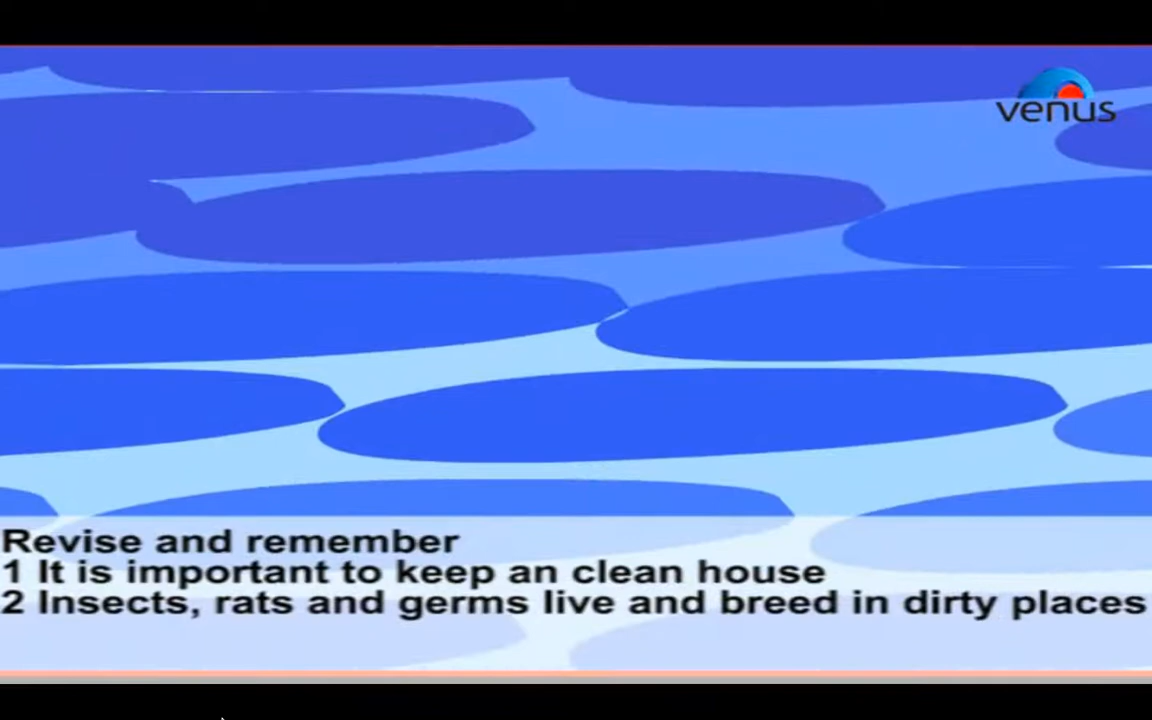 venus
Revise and remember
1 It is important to keep an clean house
2 Insects, rats and germs live and breed in dirty places